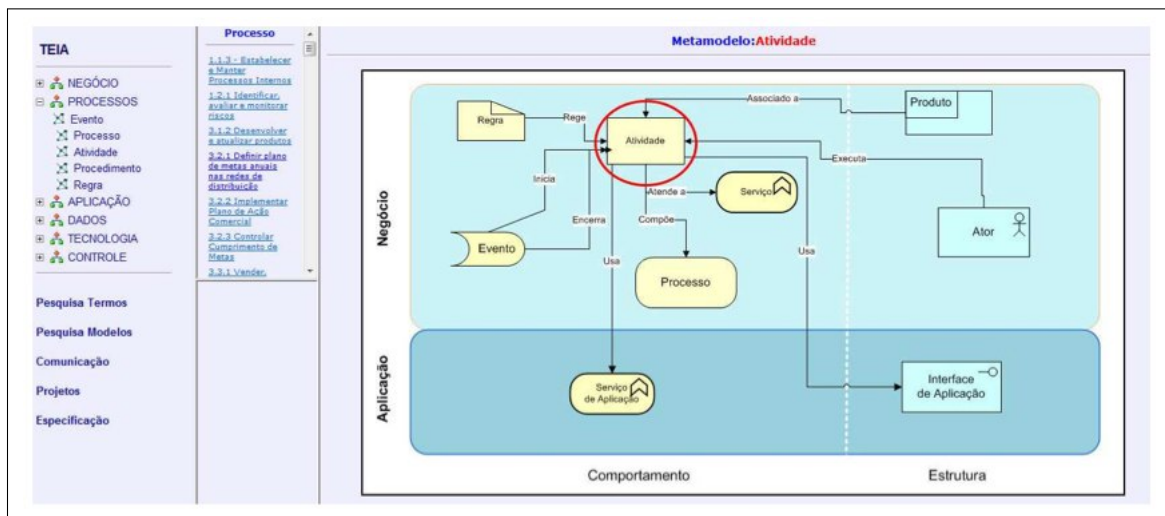 TEIA
NEGÓCIO
PROCESSOS
Evento
Processo
Atividade
Procedimento
Regra
APLICAÇÃO
DADOS
TECNOLOGIA
CONTROLE
Pesquisa Termos
Pesquisa Modelos
Comunicação
Projetos
Especificação
Processo
1.1.3 - Estabelecer
e Manter
Processos Internos
1.2.1 Identificar,
avaliar e monitorar
riscos
3.1.2 Desenvolver
e atualizar produtos
3.2.1 Definir plano
de metas anuais
nas redes de
distribuição
3.2.2 Implementar
Plano de Ação
Comercial
3.2.3 Controlar
Cumprimento de
Metas
3.3.1 Vender,
Metamodelo:Atividade
Negócio
Regra
Rege
Atividade
Associado a
Produto
Executa
Inicia
Atende a
Serviço
Encerra
Compõe
Evento
Usa
Usa
Ator
Processo
Aplicação
Serviço
de Aplicação
Interface
de Aplicação
Comportamento
Estrutura